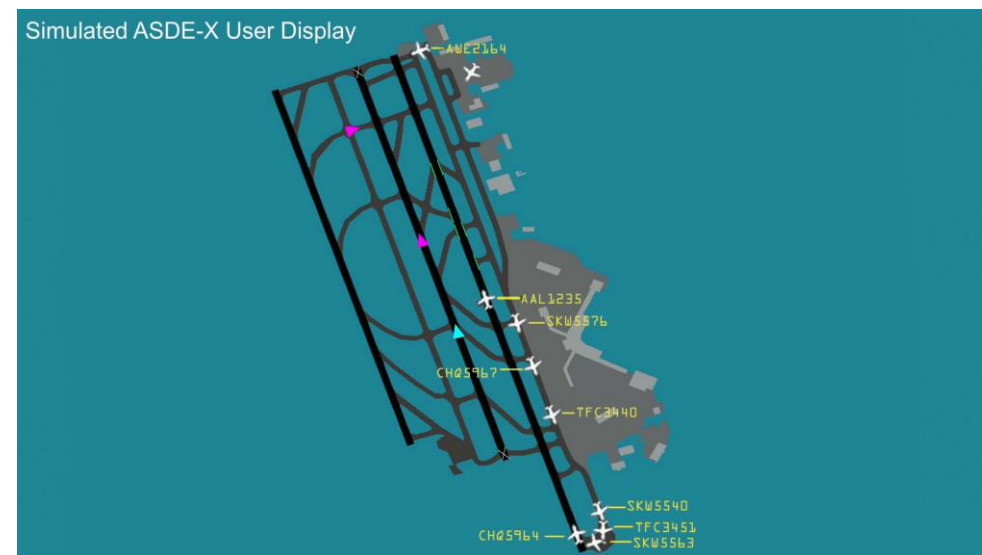 Simulated ASDE-X User Display
AWE2164
AAL1235
SKW5576
CHQ5967
TFC3440
SKW5540
TFC3451
CHQ5964
SKW5563